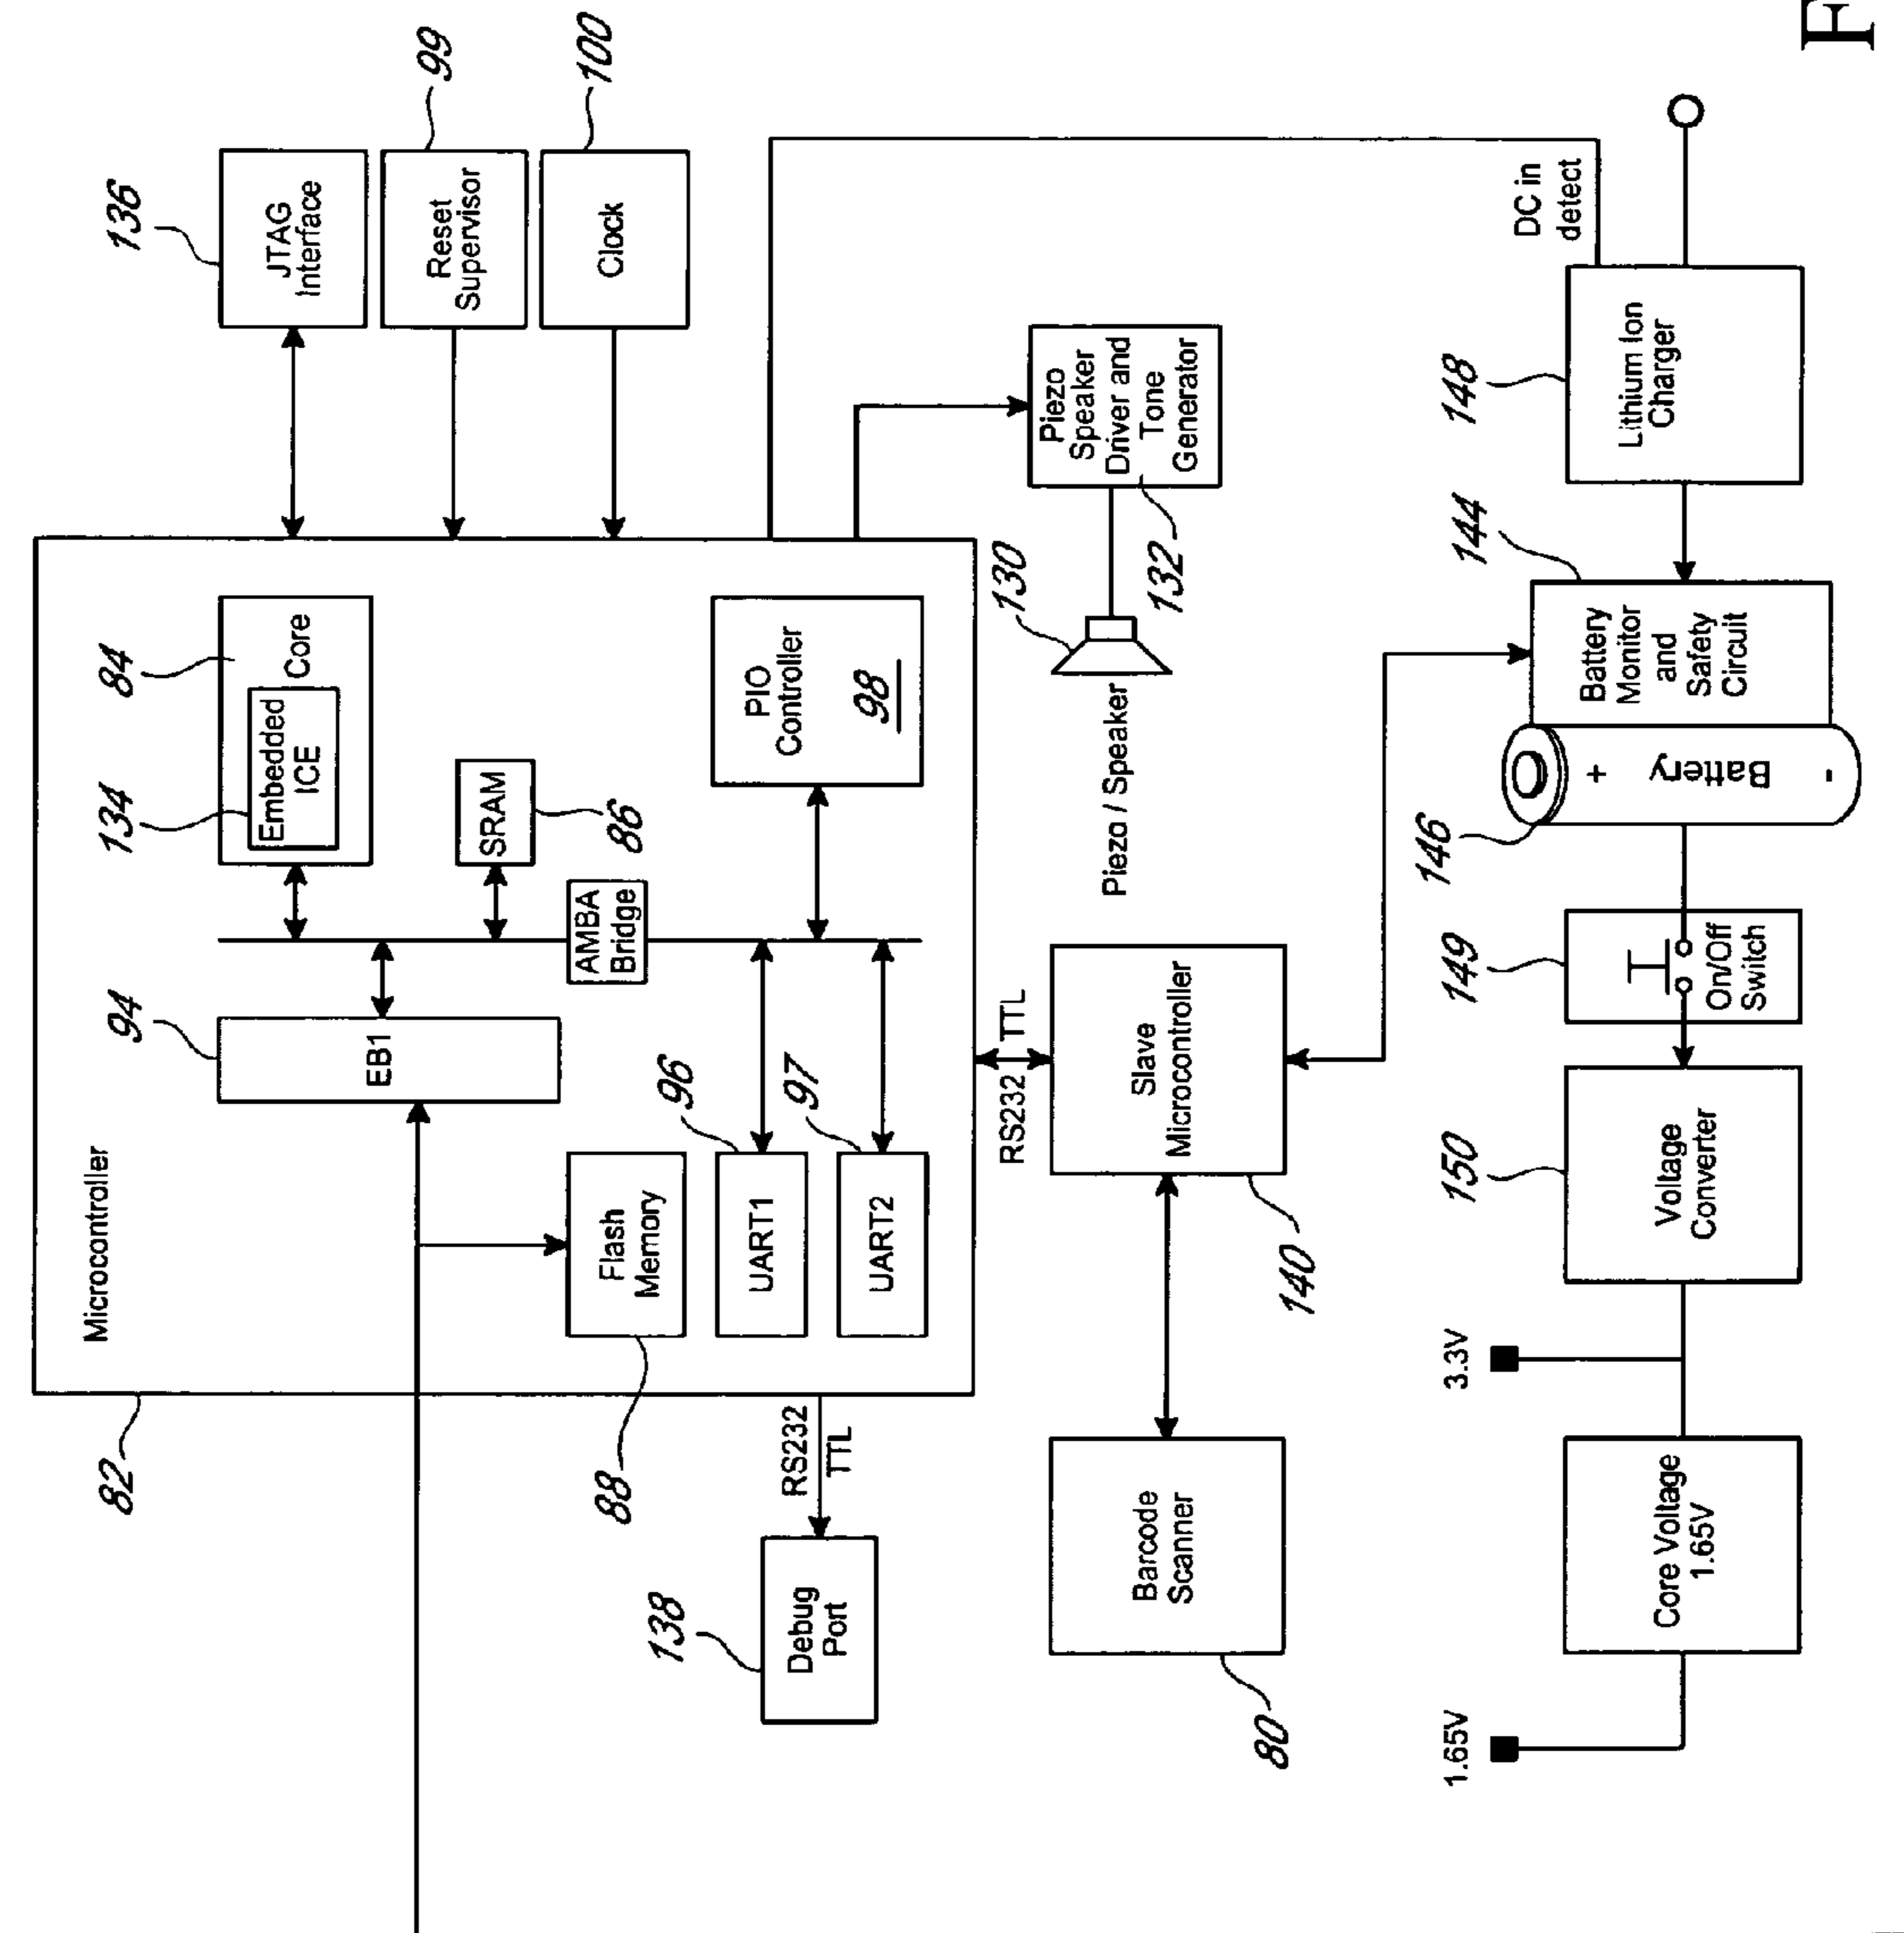 Microcontroller
82
94
EB1
134
84
Embedded
ICE
Core
136
JTAG
Interface
99
Reset
Supervisor
100
Clock
SRAM
86
AMBA
Bridge
88
Flash
Memory
96
UART1
97
UART2
PIO
Controller
98
138
Debug
Port
RS232
TTL
RS232
TTL
130
Piezo / Speaker
132
Piezo
Speaker
Driver and
Tone
Generator
80
Barcode
Scanner
140
Slave
Microcontroller
DC in
detect
1.65V
Core Voltage
1.65V
3.3V
150
Voltage
Converter
149
On/Off
Switch
146
+
Battery
-
144
Battery
Monitor
and
Safety
Circuit
148
Lithium Ion
Charger
F